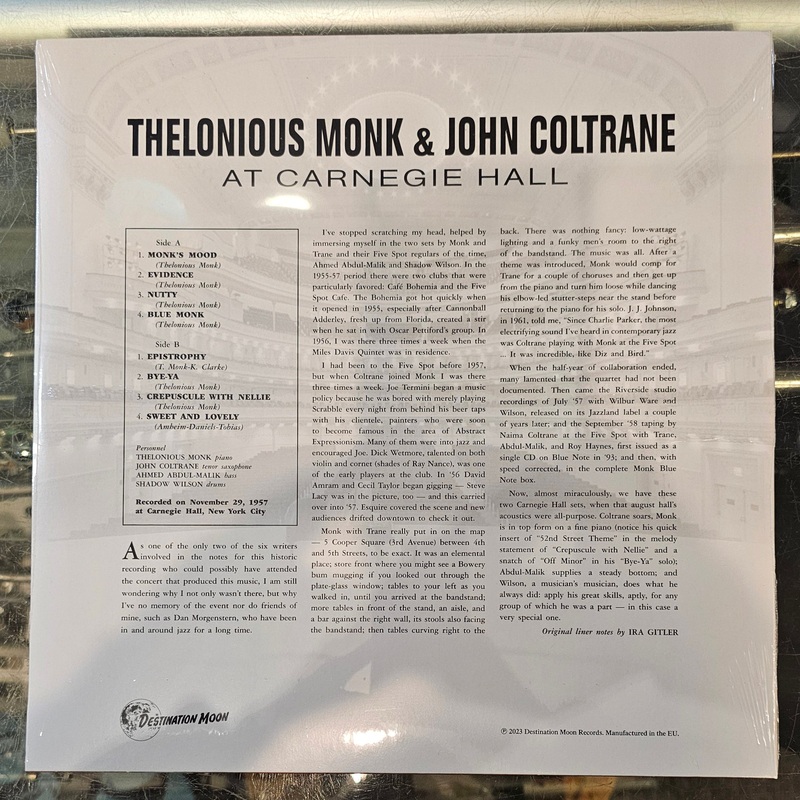 THELONIOUS MONK & JOHN COLTRANE
AT CARNEGIE HALL
Side A
1. MONK'S MOOD
(Thelonious Monk)
2. EVIDENCE
(Thelonious Monk)
3. NUTTY
(Thelonious Monk)
4. BLUE MONK
(Thelonious Monk)
Side B
1. EPISTROPHY
(T. Monk-K. Clarke)
2. BYE-YA
(Thelonious Monk)
3. CREPUSCULE WITH NELLIE
(Thelonious Monk)
4. SWEET AND LOVELY
(Arnheim-Daniels-Tobias)
Personnel
THELONIOUS MONK piano
JOHN COLTRANE tenor saxophone
AHMED ABDUL-MALIK bass
SHADOW WILSON drums
Recorded on November 29, 1957
at Carnegie Hall, New York City
As one of the only two of the six writers
involved in the notes for this historic
recording who could possibly have attended
the concert that produced this music, I am still
wondering why I not only wasn't there, but why
I've no memory of the event nor do friends of
mine, such as Dan Morgenstern, who have been
in and around jazz for a long time.
I've stopped scratching my head, helped by
immersing myself in the two sets by Monk and
Trane and their Five Spot regulars of the time,
Ahmed Abdul-Malik and Shadow Wilson. In the
1955-57 period there were two clubs that were
particularly favored: Café Bohemia and the Five
Spot Cafe. The Bohemia got hot quickly when
it opened in 1955, especially after Cannonball
Adderley, fresh up from Florida, created a stir
when he sat in with Oscar Pettiford's group. In
1956, I was there three times a week when the
Miles Davis Quintet was in residence.
I had been to the Five Spot before 1957,
but when Coltrane joined Monk I was there
three times a week. Joe Termini began a music
policy because he was bored with merely playing
Scrabble every night from behind his beer taps
with his clientele, painters who were soon
to become famous in the area of Abstract
Expressionism. Many of them were into jazz and
encouraged Joe. Dick Wetmore, talented on both
violin and cornet (shades of Ray Nance), was one
of the early players at the club. In '56 David
Amram and Cecil Taylor began gigging — Steve
Lacy was in the picture, too — and this carried
over into '57. Esquire covered the scene and new
audiences drifted downtown to check it out.
Monk with Trane really put in on the map
— 5 Cooper Square (3rd Avenue) between 4th
and 5th Streets, to be exact. It was an elemental
place; store front where you might see a Bowery
bum mugging if you looked out through the
plate-glass window; tables to your left as you
walked in, until you arrived at the bandstand;
more tables in front of the stand, an aisle, and
a bar against the right wall, its stools also facing
the bandstand; then tables curving right to the
back. There was nothing fancy: low-wattage
lighting and a funky men's room to the right
of the bandstand. The music was all. After a
theme was introduced, Monk would comp for
Trane for a couple of choruses and then get up
from the piano and turn him loose while dancing
his elbow-led stutter-steps near the stand before
returning to the piano for his solo. J. J. Johnson,
in 1961, told me, "Since Charlie Parker, the most
electrifying sound I've heard in contemporary jazz
was Coltrane playing with Monk at the Five Spot
... It was incredible, like Diz and Bird."
When the half-year of collaboration ended,
many lamented that the quartet had not been
documented. Then came the Riverside studio
recordings of July '57 with Wilbur Ware and
Wilson, released on its Jazzland label a couple
of years later; and the September '58 taping by
Naima Coltrane at the Five Spot with Trane,
Abdul-Malik, and Roy Haynes, first issued as a
single CD on Blue Note in '93; and then, with
speed corrected, in the complete Monk Blue
Note box.
Now, almost miraculously, we have these
two Carnegie Hall sets, when that august hall's
acoustics were all-purpose. Coltrane soars, Monk
is in top form on a fine piano (notice his quick
insert of "52nd Street Theme" in the melody
statement of "Crepuscule with Nellie" and a
snatch of "Off Minor" in his "Bye-Ya" solo);
Abdul-Malik supplies a steady bottom; and
Wilson, a musician's musician, does what he
always did: apply his great skills, aptly, for any
group of which he was a part — in this case a
very special one.
Original liner notes by IRA GITLER
DESTINATION MOON
℗ 2023 Destination Moon Records. Manufactured in the EU.